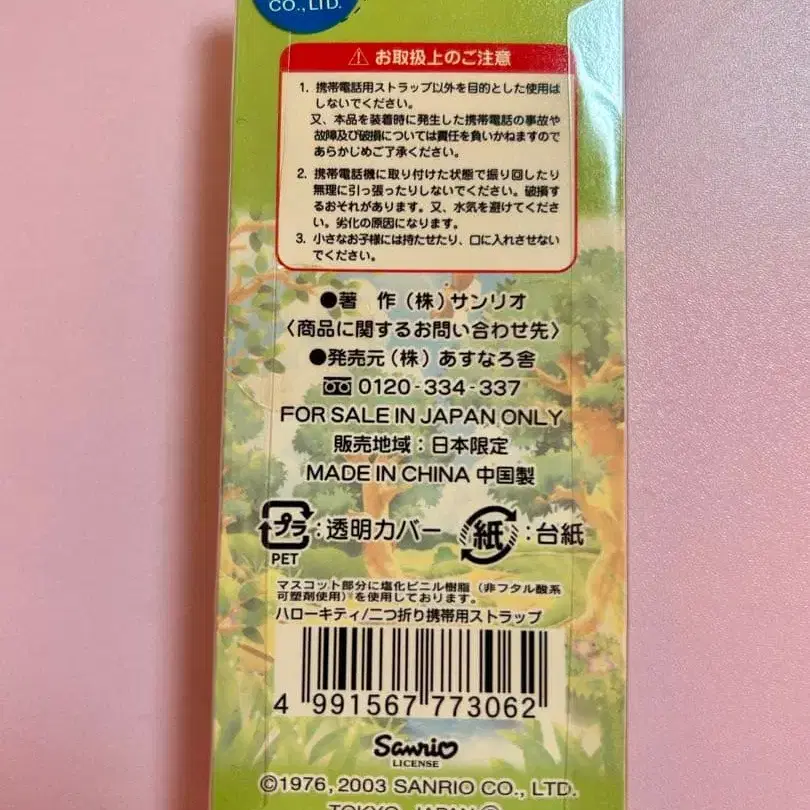 CO., LTD.
⚠ お取扱上のご注意
1. 携帯電話用ストラップ以外を目的とした使用は
しないでください。
又、本品を装着時に発生した携帯電話の事故や
故障及び破損については責任を負いかねますので
あらかじめご了承ください。
2. 携帯電話機に取り付けた状態で振り回したり
無理に引っ張ったりしないでください。破損す
るおそれがあります。又、水気を避けてくださ
い。劣化の原因になります。
3. 小さなお子様には持たせたり、口に入れさせない
でください。
●著 作(株)サンリオ
〈商品に関するお問い合わせ先〉
●発売元(株)あすなろ舎
0120-334-337
FOR SALE IN JAPAN ONLY
販売地域:日本限定
MADE IN CHINA 中国製
プラ:透明カバー 紙:台紙
PET
マスコット部分に塩化ビニル樹脂(非フタル酸系
可塑剤使用)を使用しております。
ハローキティ/二つ折り携帯用ストラップ
4 991567 773062
Sanrio
LICENSE
©1976, 2003 SANRIO CO., LTD.
TOKYO, JAPAN